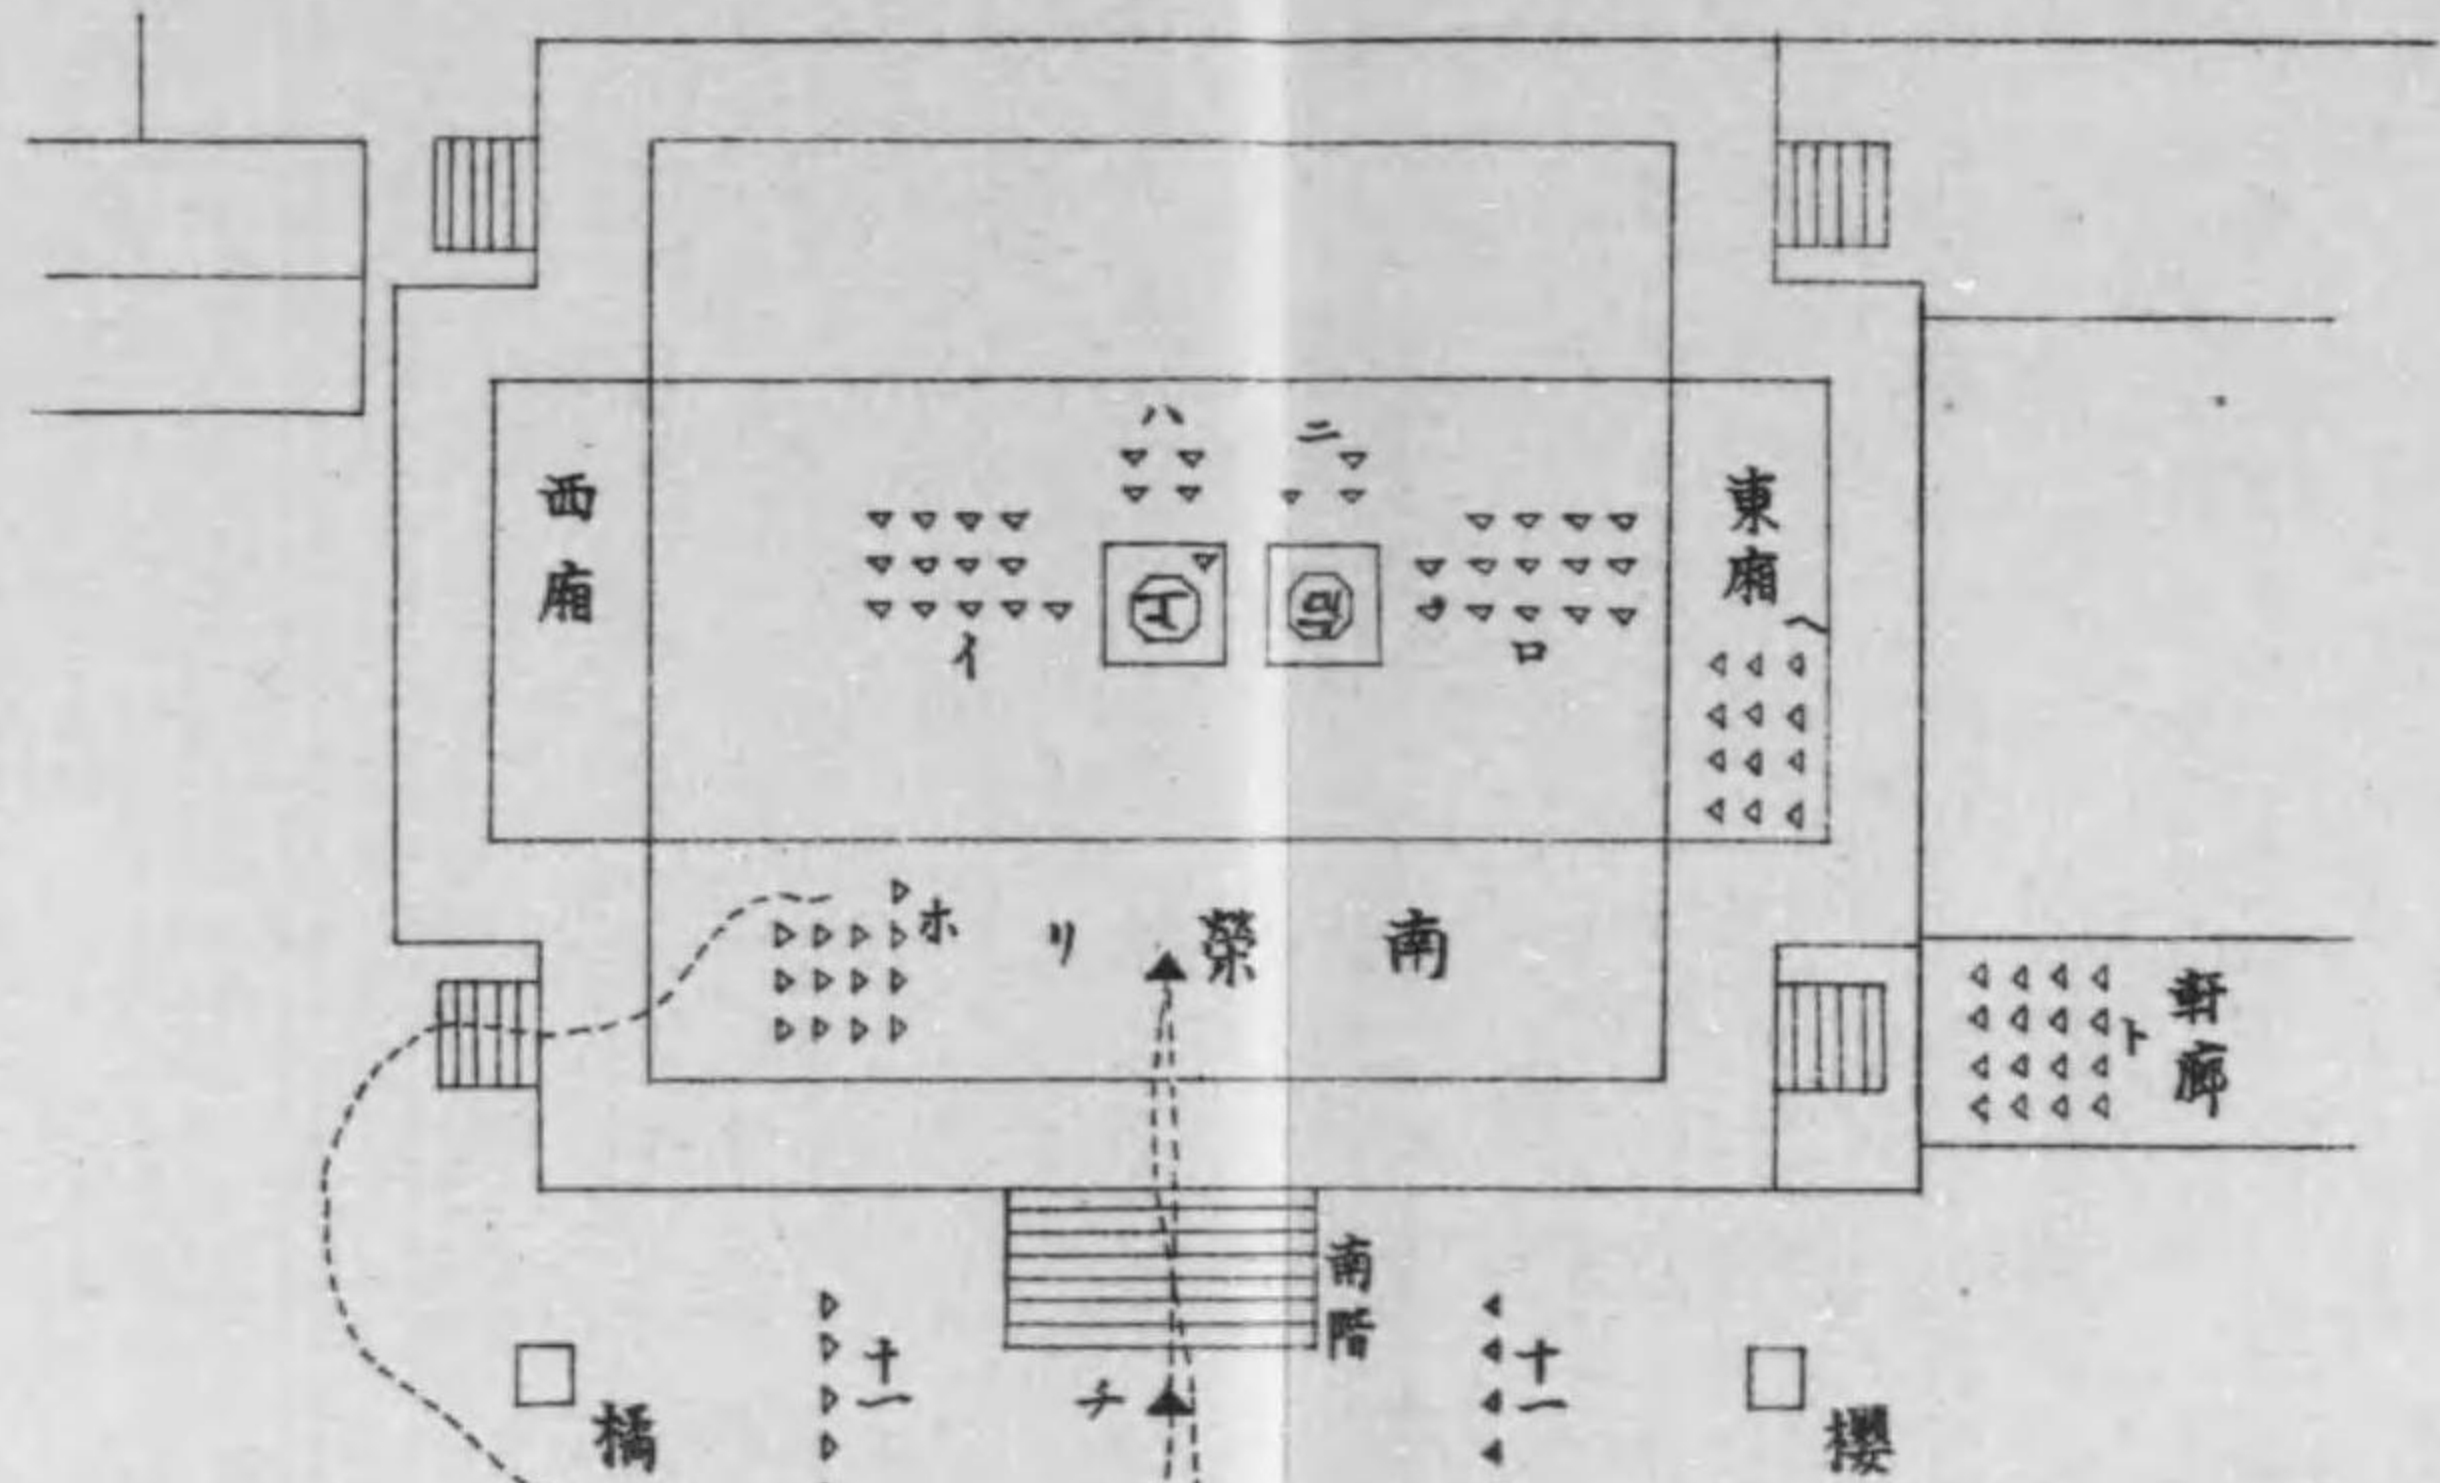 ハ
ニ
西廂
東廂
イ
ロ
ヘ
ホ
リ
南榮
軒廊
ト
南階
チ
十一
十一
橘
櫻